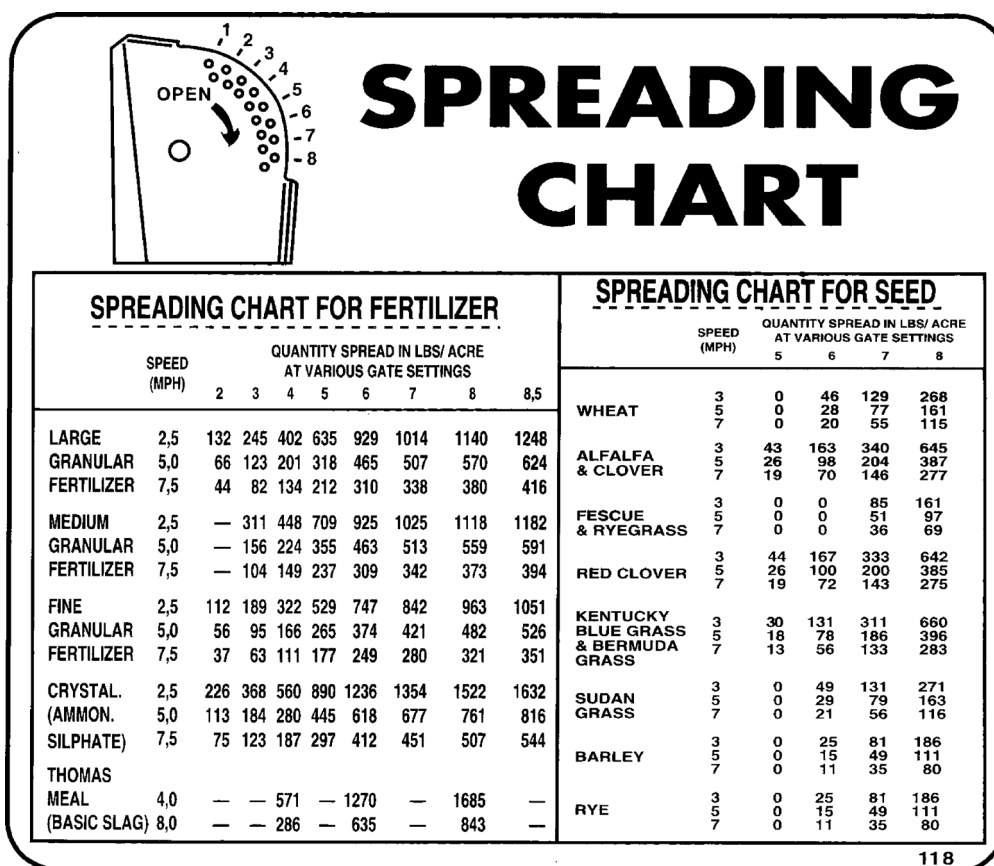 1
2
3
4
5
6
7
8
OPEN
SPREADING
CHART
SPREADING CHART FOR FERTILIZER
SPEED
(MPH)
QUANTITY SPREAD IN LBS/ ACRE
AT VARIOUS GATE SETTINGS
2 3 4 5 6 7 8 8,5
LARGE 2,5 132 245 402 635 929 1014 1140 1248
GRANULAR 5,0 66 123 201 318 465 507 570 624
FERTILIZER 7,5 44 82 134 212 310 338 380 416
MEDIUM 2,5 — 311 448 709 925 1025 1118 1182
GRANULAR 5,0 — 156 224 355 463 513 559 591
FERTILIZER 7,5 — 104 149 237 309 342 373 394
FINE 2,5 112 189 322 529 747 842 963 1051
GRANULAR 5,0 56 95 166 265 374 421 482 526
FERTILIZER 7,5 37 63 111 177 249 280 321 351
CRYSTAL. 2,5 226 368 560 890 1236 1354 1522 1632
(AMMON. 5,0 113 184 280 445 618 677 761 816
SILPHATE) 7,5 75 123 187 297 412 451 507 544
THOMAS
MEAL 4,0 — — 571 — 1270 — 1685 —
(BASIC SLAG) 8,0 — — 286 — 635 — 843 —
SPREADING CHART FOR SEED
SPEED
(MPH)
QUANTITY SPREAD IN LBS/ ACRE
AT VARIOUS GATE SETTINGS
5 6 7 8
WHEAT
3 0 46 129 268
5 0 28 77 161
7 0 20 55 115
ALFALFA
& CLOVER
3 43 163 340 645
5 26 98 204 387
7 19 70 146 277
FESCUE
& RYEGRASS
3 0 0 85 161
5 0 0 51 97
7 0 0 36 69
RED CLOVER
3 44 167 333 642
5 26 100 200 385
7 19 72 143 275
KENTUCKY
BLUE GRASS
& BERMUDA
GRASS
3 30 131 311 660
5 18 78 186 396
7 13 56 133 283
SUDAN
GRASS
3 0 49 131 271
5 0 29 79 163
7 0 21 56 116
BARLEY
3 0 25 81 186
5 0 15 49 111
7 0 11 35 80
RYE
3 0 25 81 186
5 0 15 49 111
7 0 11 35 80
118